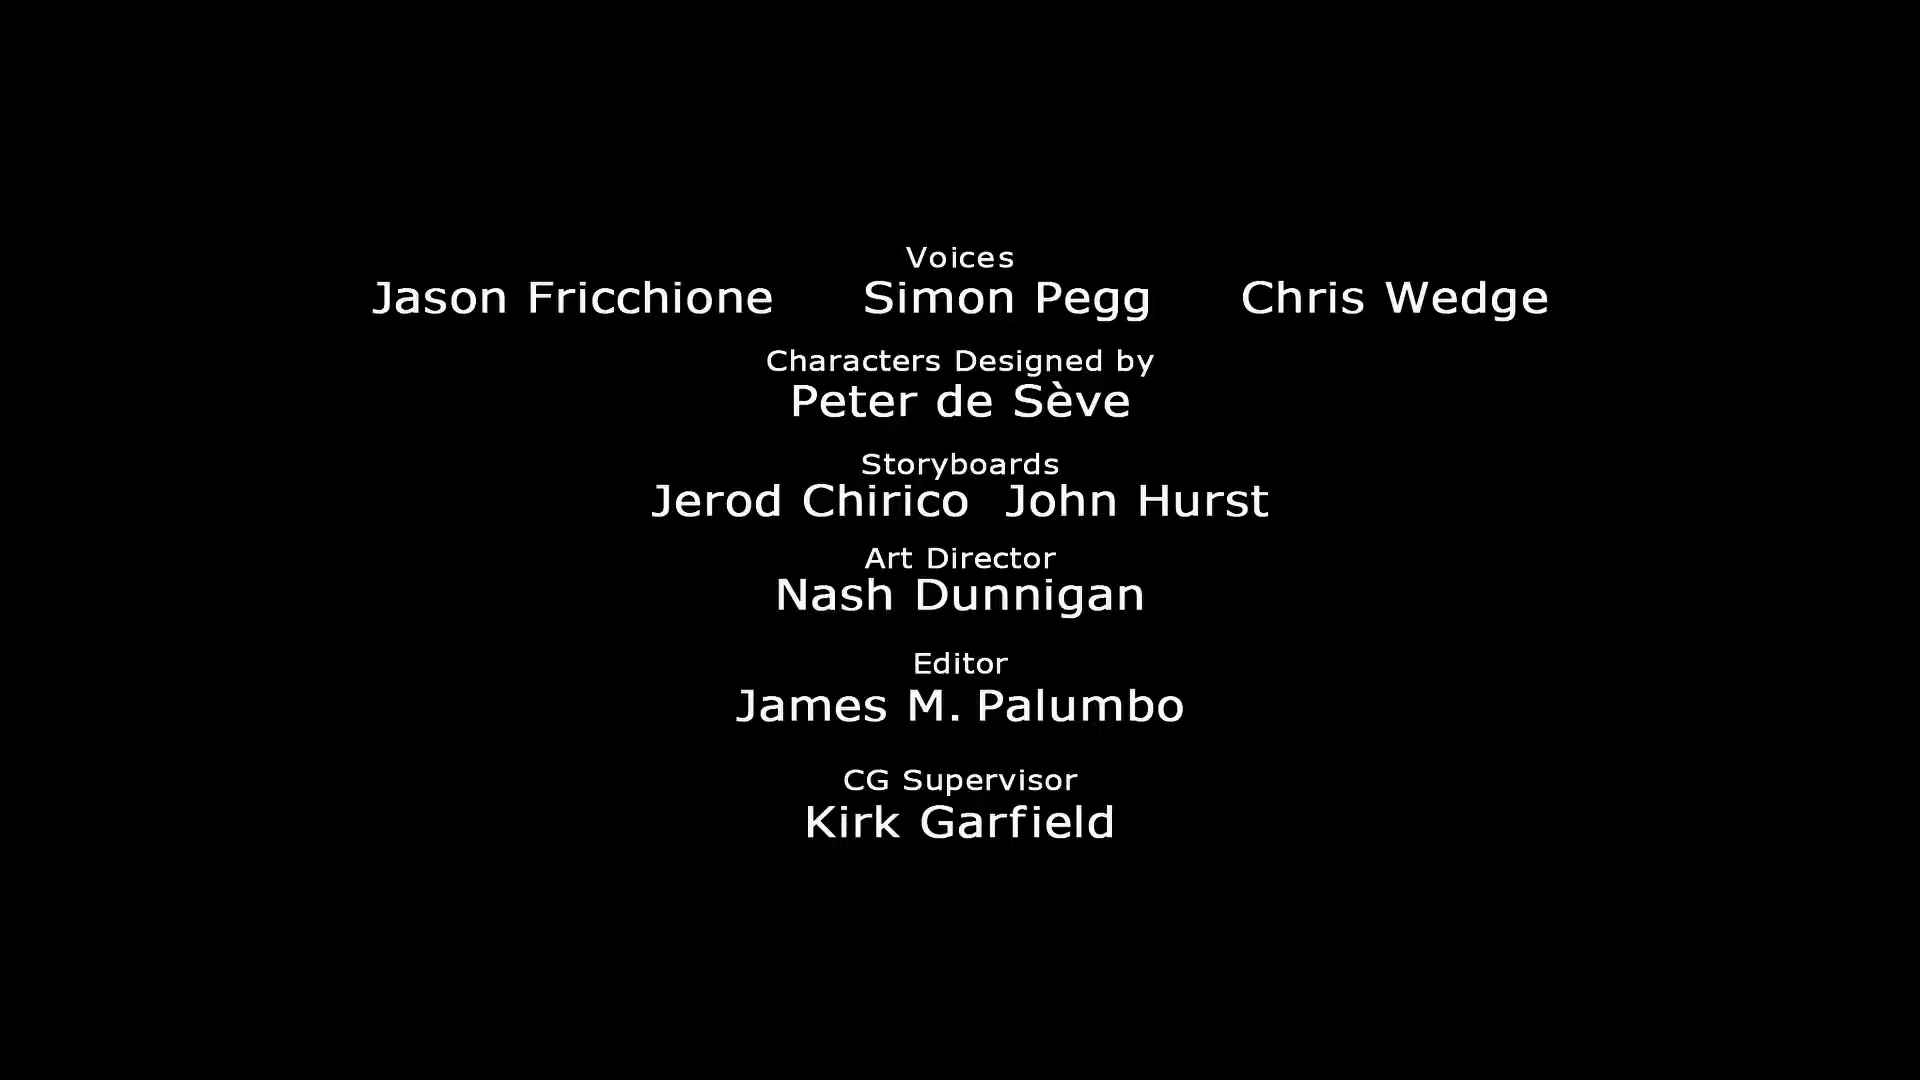 Voices
Jason Fricchione Simon Pegg Chris Wedge
Characters Designed by
Peter de Sève
Storyboards
Jerod Chirico John Hurst
Art Director
Nash Dunnigan
Editor
James M. Palumbo
CG Supervisor
Kirk Garfield